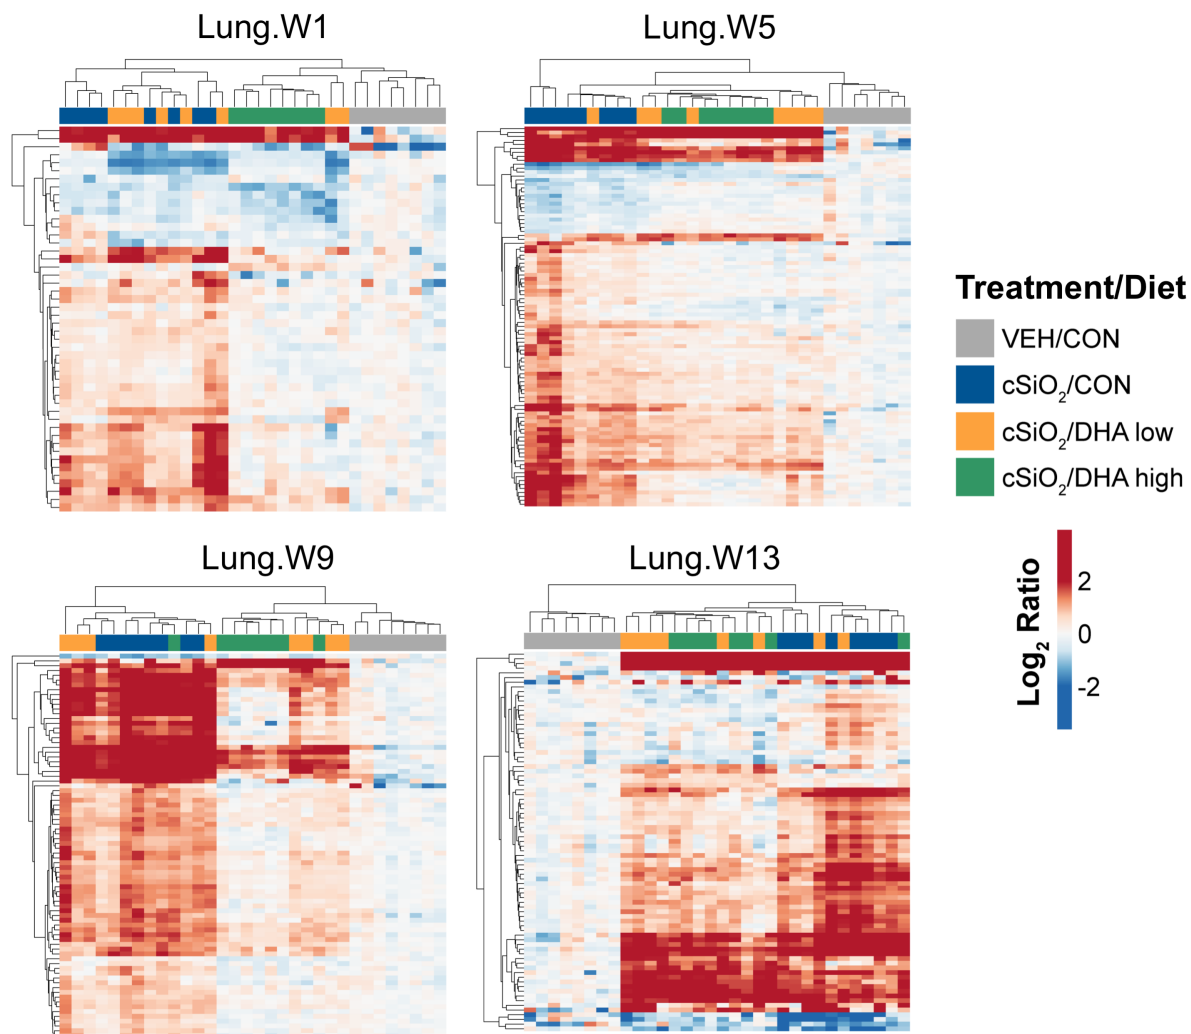 Lung.W1
Lung.W5
Treatment/Diet
VEH/CON
cSiO₂/CON
cSiO₂/DHA low
cSiO₂/DHA high
Lung.W9
Lung.W13
Log₂ Ratio
2
0
-2